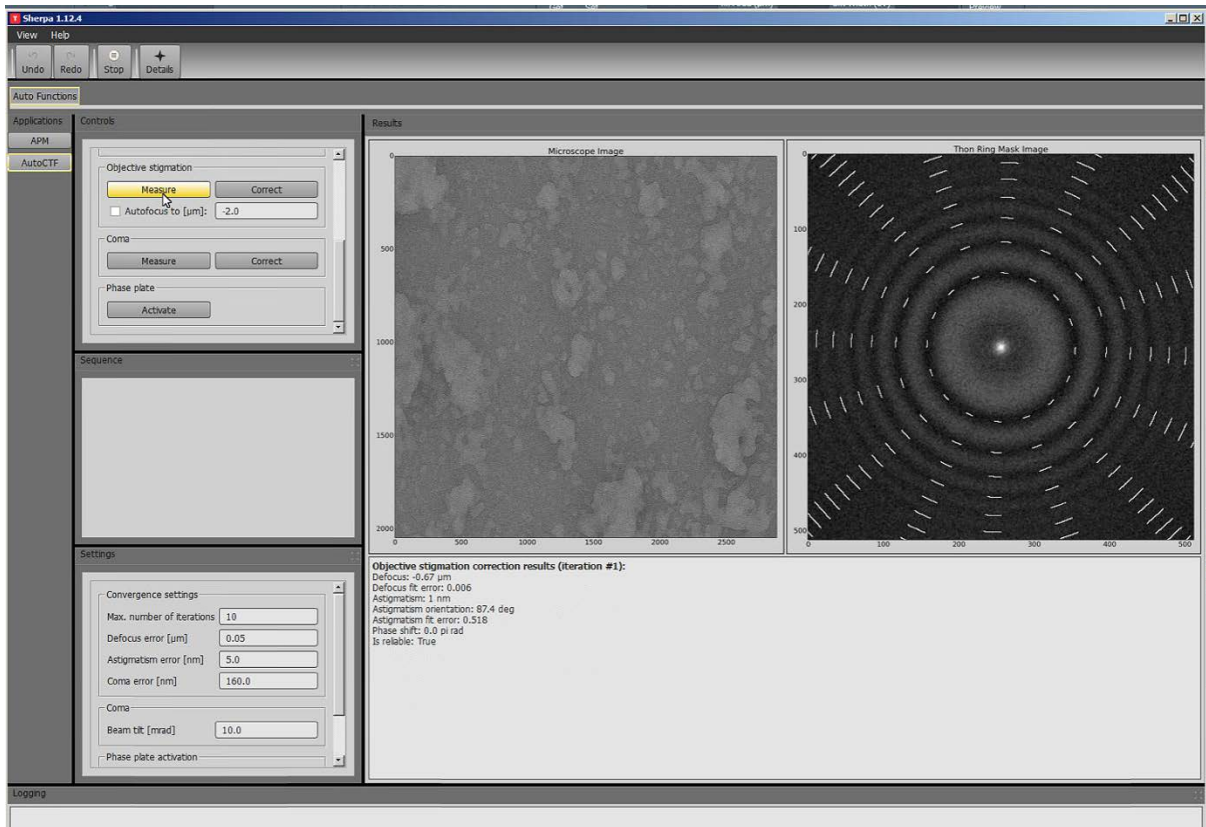 Sherpa 1.12.4
View Help
Undo Redo Stop Details
Auto Functions
Applications
APM
AutoCTF
Controls
Objective stigmation
Measure Correct
Autofocus to [µm]: -2.0
Coma
Measure Correct
Phase plate
Activate
Sequence
Settings
Convergence settings
Max. number of iterations 10
Defocus error [µm] 0.05
Astigmatism error [nm] 5.0
Coma error [nm] 160.0
Coma
Beam tilt [mrad] 10.0
Phase plate activation
Results
Microscope Image
0
500
1000
1500
2000
0 500 1000 1500 2000 2500
Thon Ring Mask Image
0
100
200
300
400
500
0 100 200 300 400 500
Objective stigmation correction results (iteration #1):
Defocus: -0.67 µm
Defocus fit error: 0.006
Astigmatism: 1 nm
Astigmatism orientation: 87.4 deg
Astigmatism fit error: 0.518
Phase shift: 0.0 pi rad
Is reliable: True
Logging